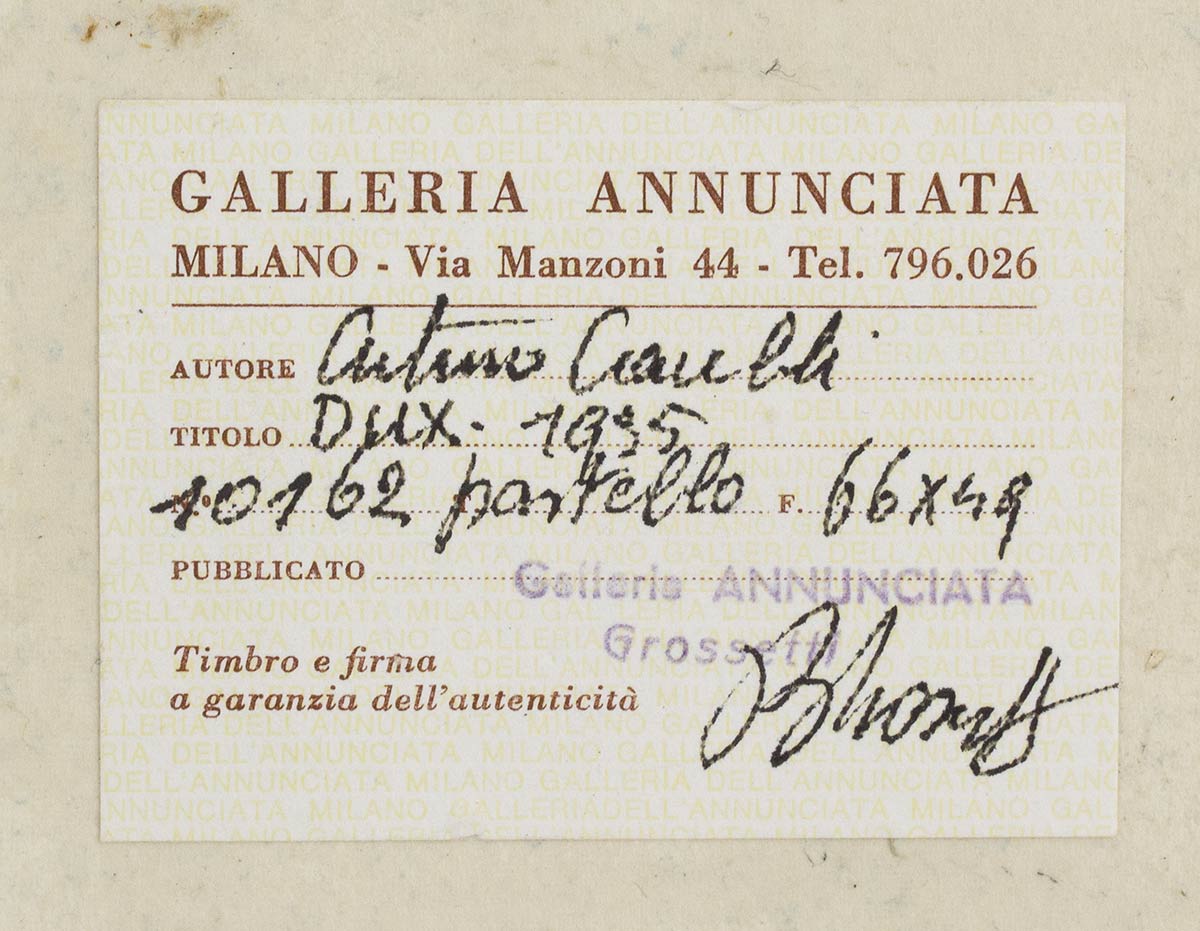 GALLERIA ANNUNCIATA
MILANO - Via Manzoni 44 - Tel. 796.026
AUTORE Arturo Ciacelli
TITOLO DUX. - 1935
N° 10162 T. pastello F. 66x49
PUBBLICATO
Galleria ANNUNCIATA
Grossetti
Timbro e firma
a garanzia dell'autenticità